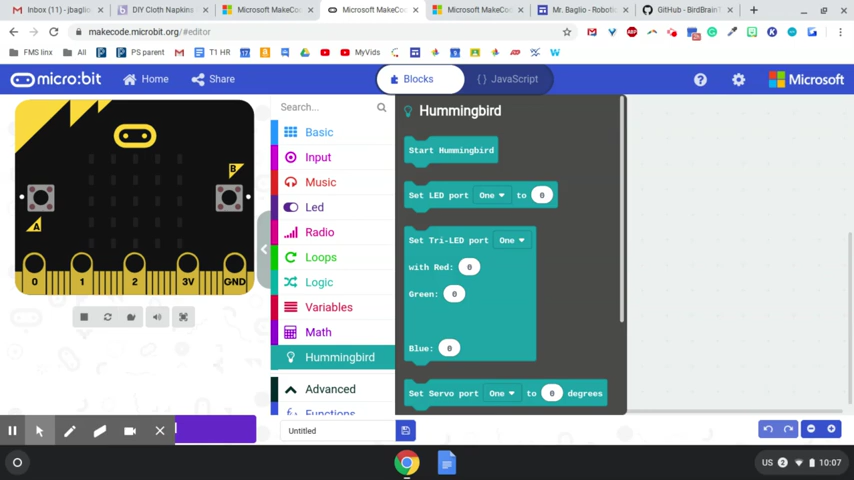 Inbox (11) - jbaglio
DIY Cloth Napkins
Microsoft MakeCod
Microsoft MakeCo
Microsoft MakeCod
Mr. Baglio - Robotic
GitHub - BirdBrainT
makecode.microbit.org/#editor
FMS linx
DB
PS parent
T1 HR
MyVids
micro:bit
Home
Share
Blocks
{ } JavaScript
Microsoft
A
B
0 1 2 3V GND
Search...
Basic
Input
Music
Led
Radio
Loops
Logic
Variables
Math
Hummingbird
Advanced
Functions
Hummingbird
Start Hummingbird
Set LED port One to 0
Set Tri-LED port One
with Red: 0
Green: 0
Blue: 0
Set Servo port One to 0 degrees
Untitled
US 2 10:07